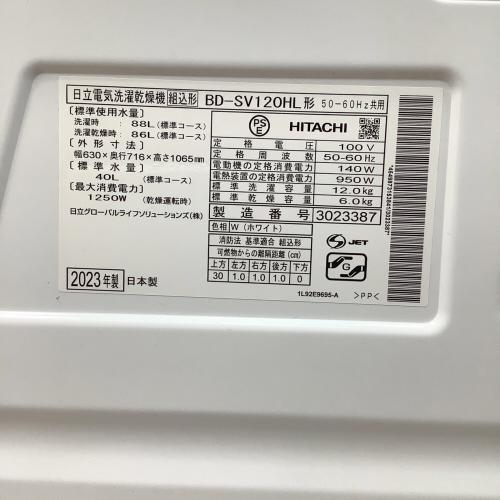 日立電気洗濯乾燥機 組込形 BD-SV120HL形 50-60Hz共用
[標準使用水量]
洗濯時 : 88L (標準コース)
洗濯乾燥時 : 86L (標準コース)
[外形寸法]
幅630×奥行716×高さ1065mm
[標準水量]
40L (標準コース)
[最大消費電力]
1250W (乾燥運転時)
日立グローバルライフソリューションズ(株)
2023年製 日本製
PS E HITACHI
定格電圧 100V
定格周波数 50-60Hz
電動機の定格消費電力 140W
電熱装置の定格消費電力 950W
標準洗濯容量 12.0kg
標準乾燥容量 6.0kg
製造番号 3023387
色相 W (ホワイト)
消防法 基準適合 組込形
可燃物からの離隔距離(cm)
上方 左方 右方 後方 下方
30 1.0 1.0 1.0 0
S JET
G
1L92E9695-A >PP<